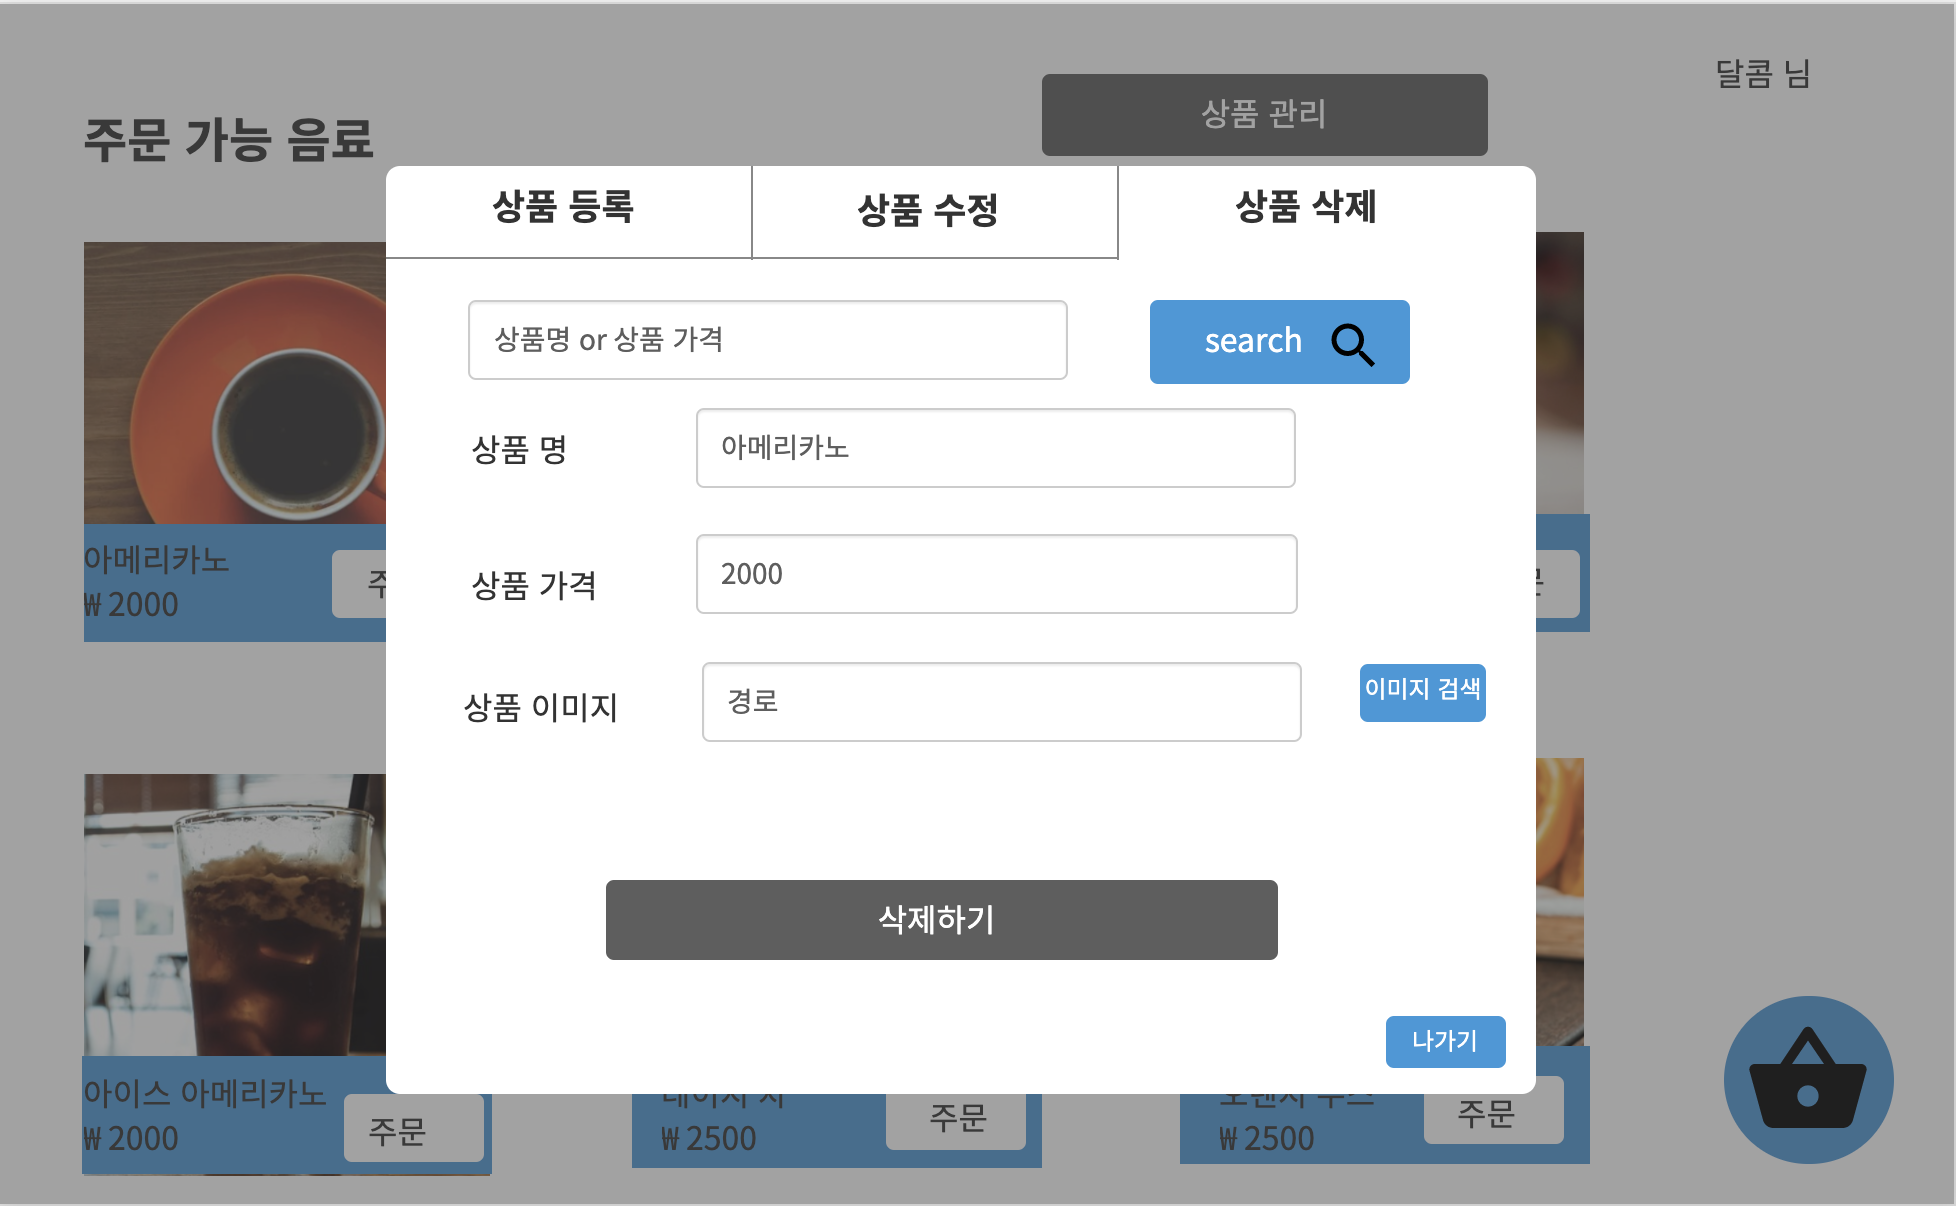 달콤 님
상품 관리
주문 가능 음료
상품 등록
상품 수정
상품 삭제
상품명 or 상품 가격
search
상품 명
아메리카노
상품 가격
2000
상품 이미지
경로
이미지 검색
삭제하기
나가기
아메리카노
₩ 2000
아이스 아메리카노
₩ 2000
주문
₩ 2500
주문
₩ 2500
주문